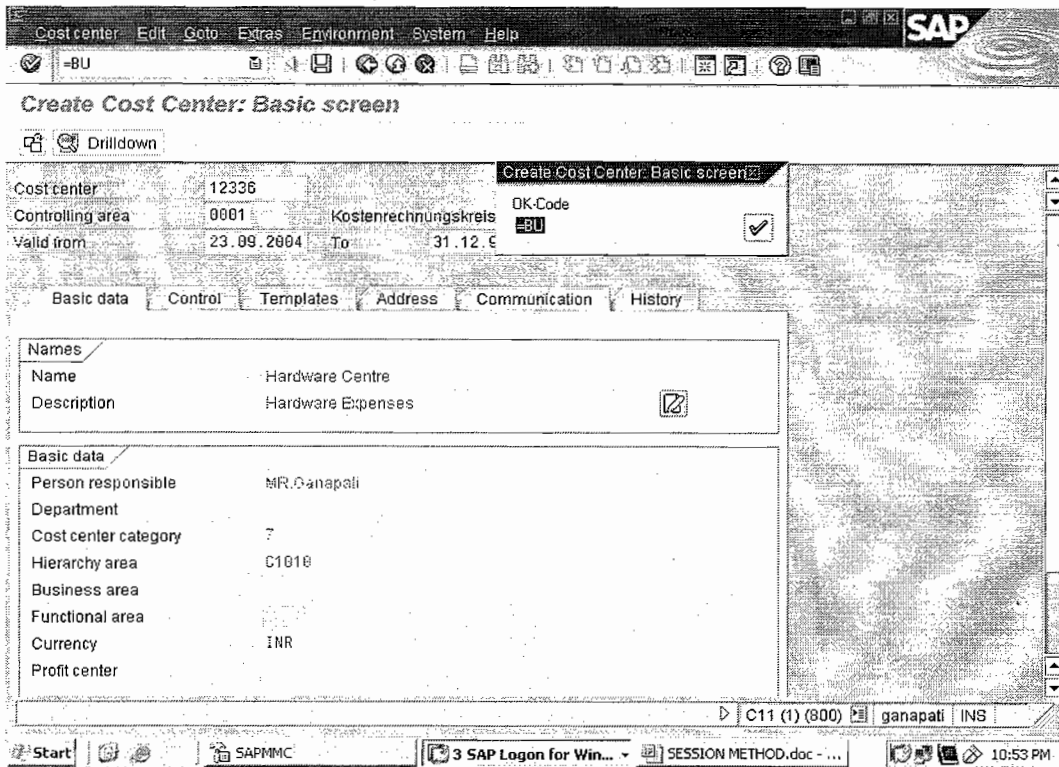 Cost center Edit Goto Extras Environment System Help
SAP
=BU
Create Cost Center: Basic screen
Drilldown
Cost center 12336
Controlling area 0001 Kostenrechnungskreis
Valid from 23.09.2004 To 31.12.9
Create Cost Center: Basic screen
OK-Code
=BU
Basic data Control Templates Address Communication History
Names
Name Hardware Centre
Description Hardware Expenses
Basic data
Person responsible MR.Ganapati
Department
Cost center category 7
Hierarchy area C1010
Business area
Functional area
Currency INR
Profit center
C11 (1) (800) ganapati INS
Start SAPMMC 3 SAP Logon for Win... SESSION METHOD.doc - ... 10:53 PM